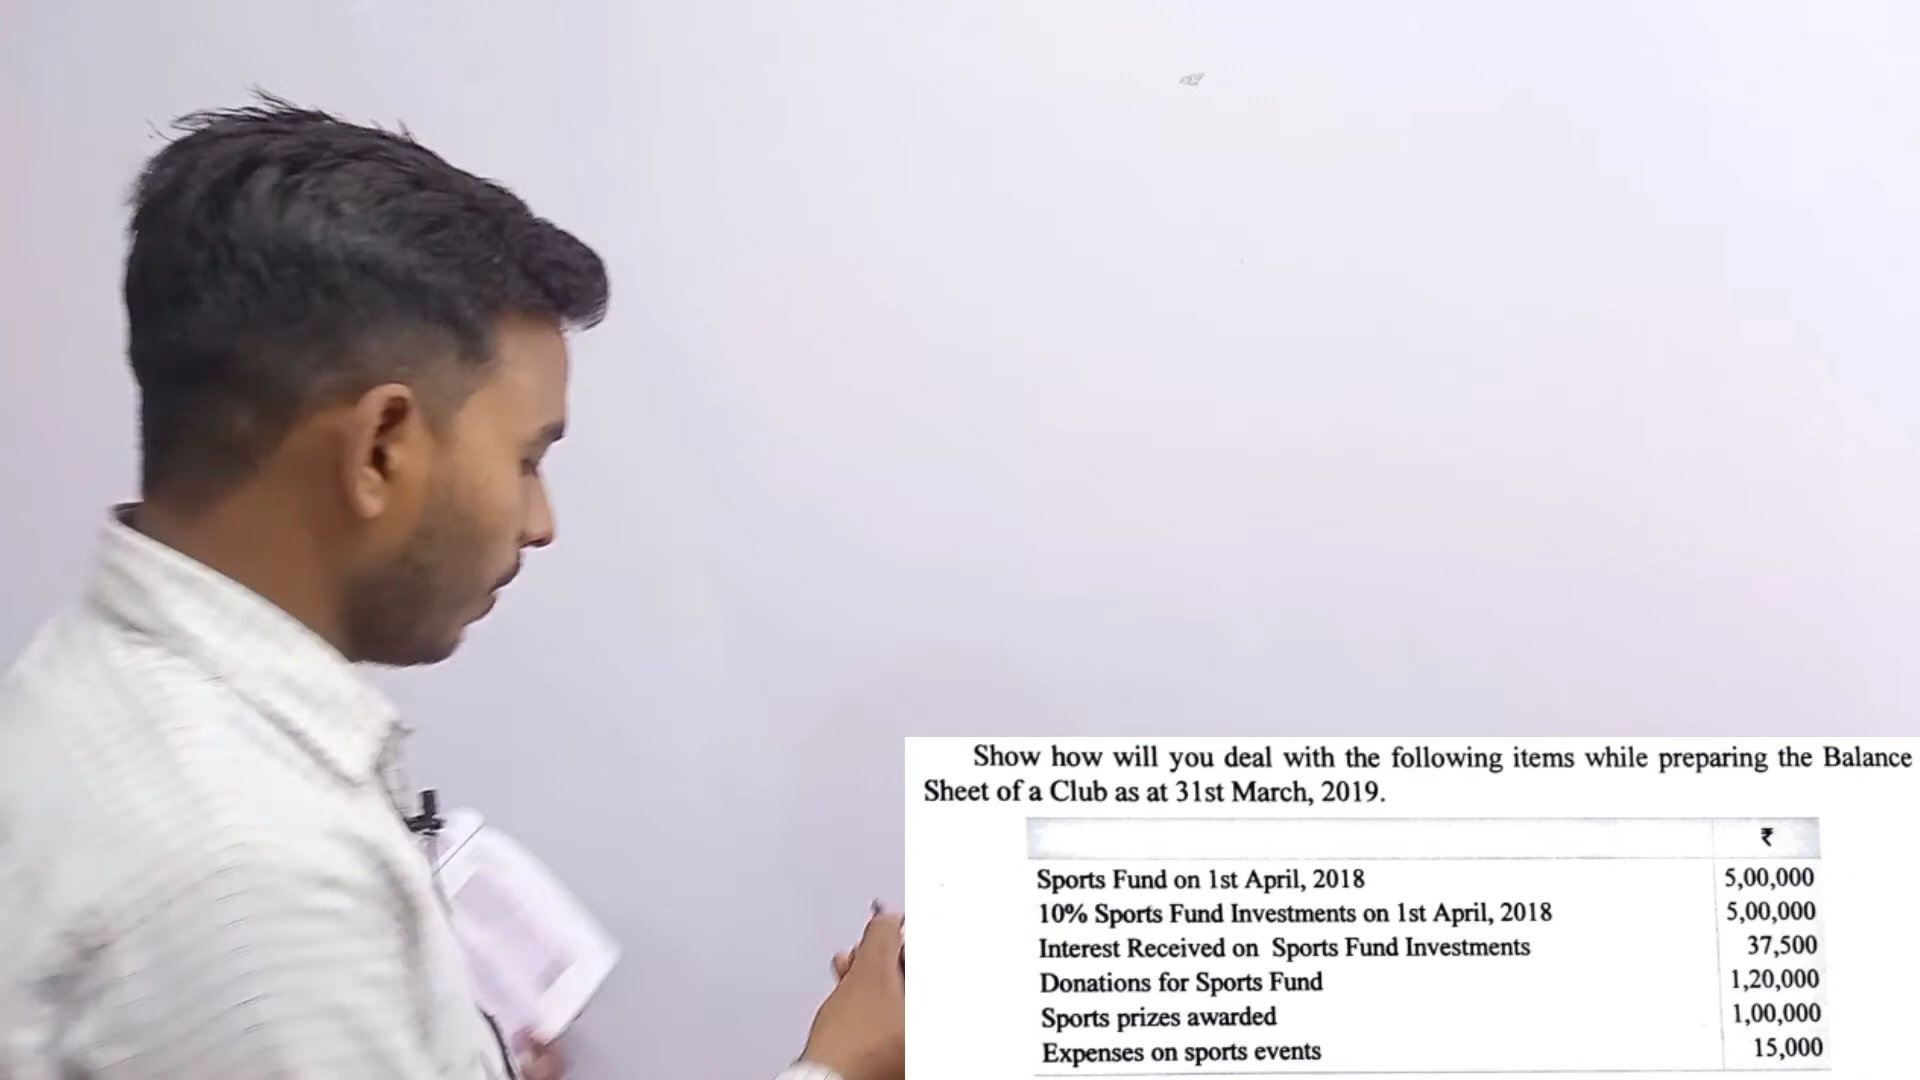 Show how will you deal with the following items while preparing the Balance
Sheet of a Club as at 31st March, 2019.
₹
Sports Fund on 1st April, 2018 5,00,000
10% Sports Fund Investments on 1st April, 2018 5,00,000
Interest Received on Sports Fund Investments 37,500
Donations for Sports Fund 1,20,000
Sports prizes awarded 1,00,000
Expenses on sports events 15,000